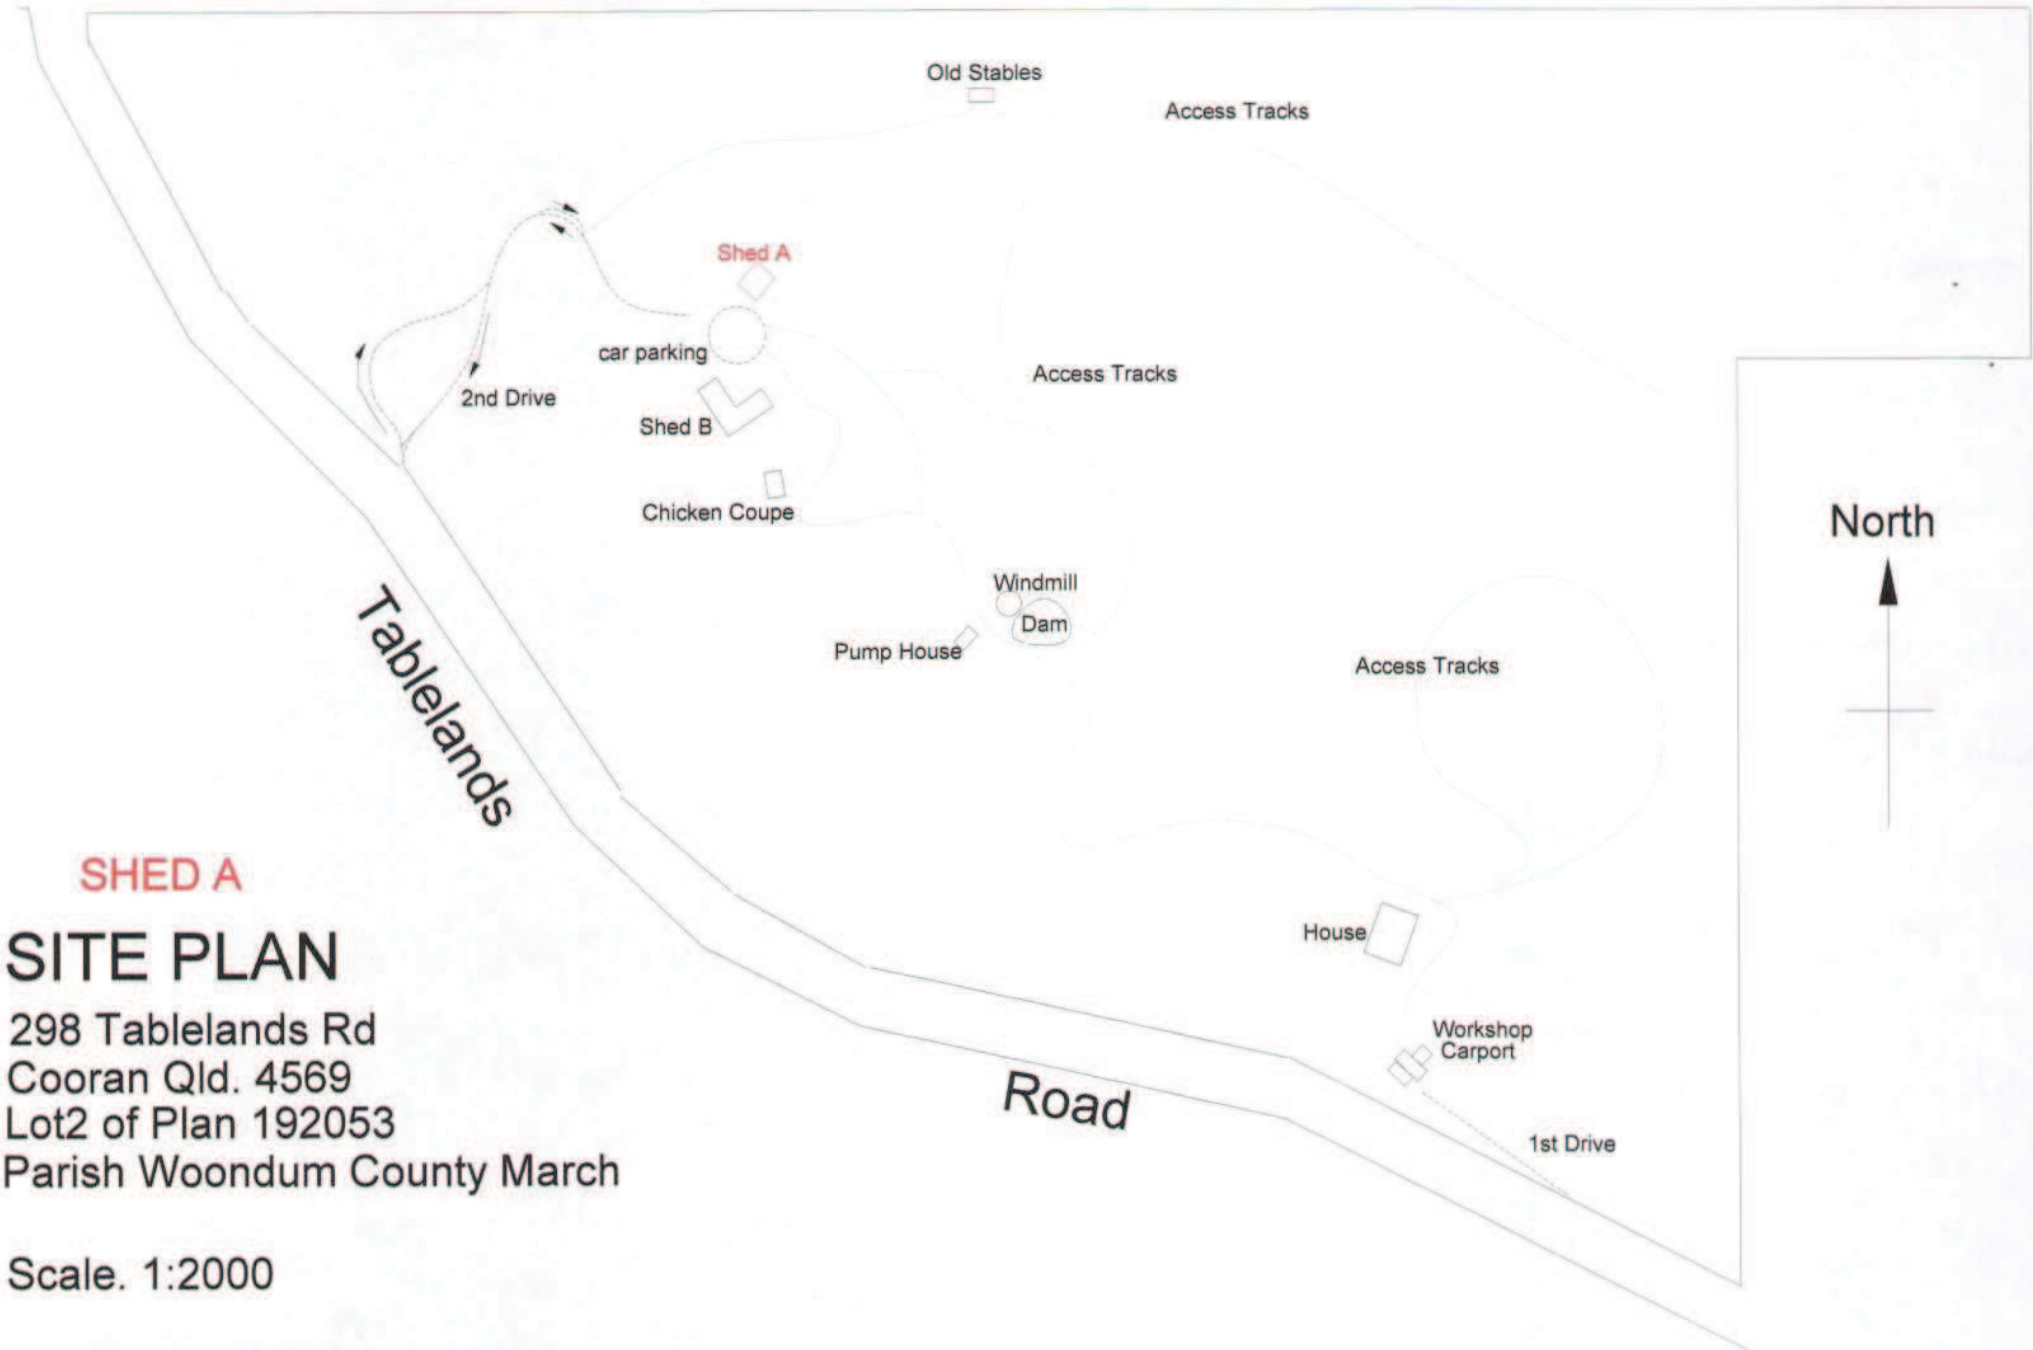 Old Stables
Access Tracks
Shed A
car parking
Access Tracks
2nd Drive
Shed B
Chicken Coupe
North
Windmill
Dam
Pump House
Access Tracks
Tablelands
SHED A
House
SITE PLAN
298 Tablelands Rd
Cooran Qld. 4569
Lot2 of Plan 192053
Parish Woondum County March
Scale. 1:2000
Workshop
Carport
Road
1st Drive